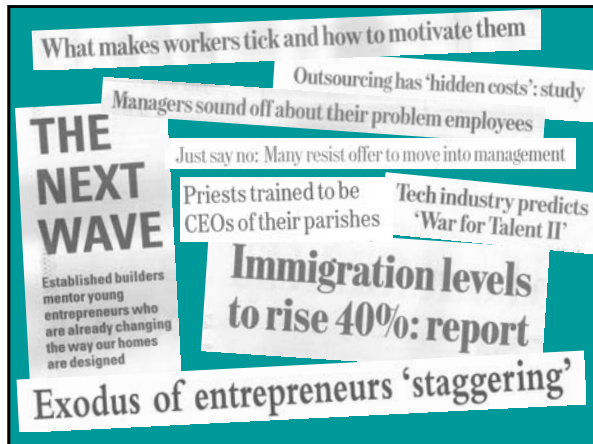 What makes workers tick and how to motivate them
Outsourcing has ‘hidden costs’: study
Managers sound off about their problem employees
THE
NEXT
WAVE
Established builders
mentor young
entrepreneurs who
are already changing
the way our homes
are designed
Just say no: Many resist offer to move into management
Priests trained to be
CEOs of their parishes
Tech industry predicts
‘War for Talent II’
Immigration levels
to rise 40%: report
Exodus of entrepreneurs ‘staggering’